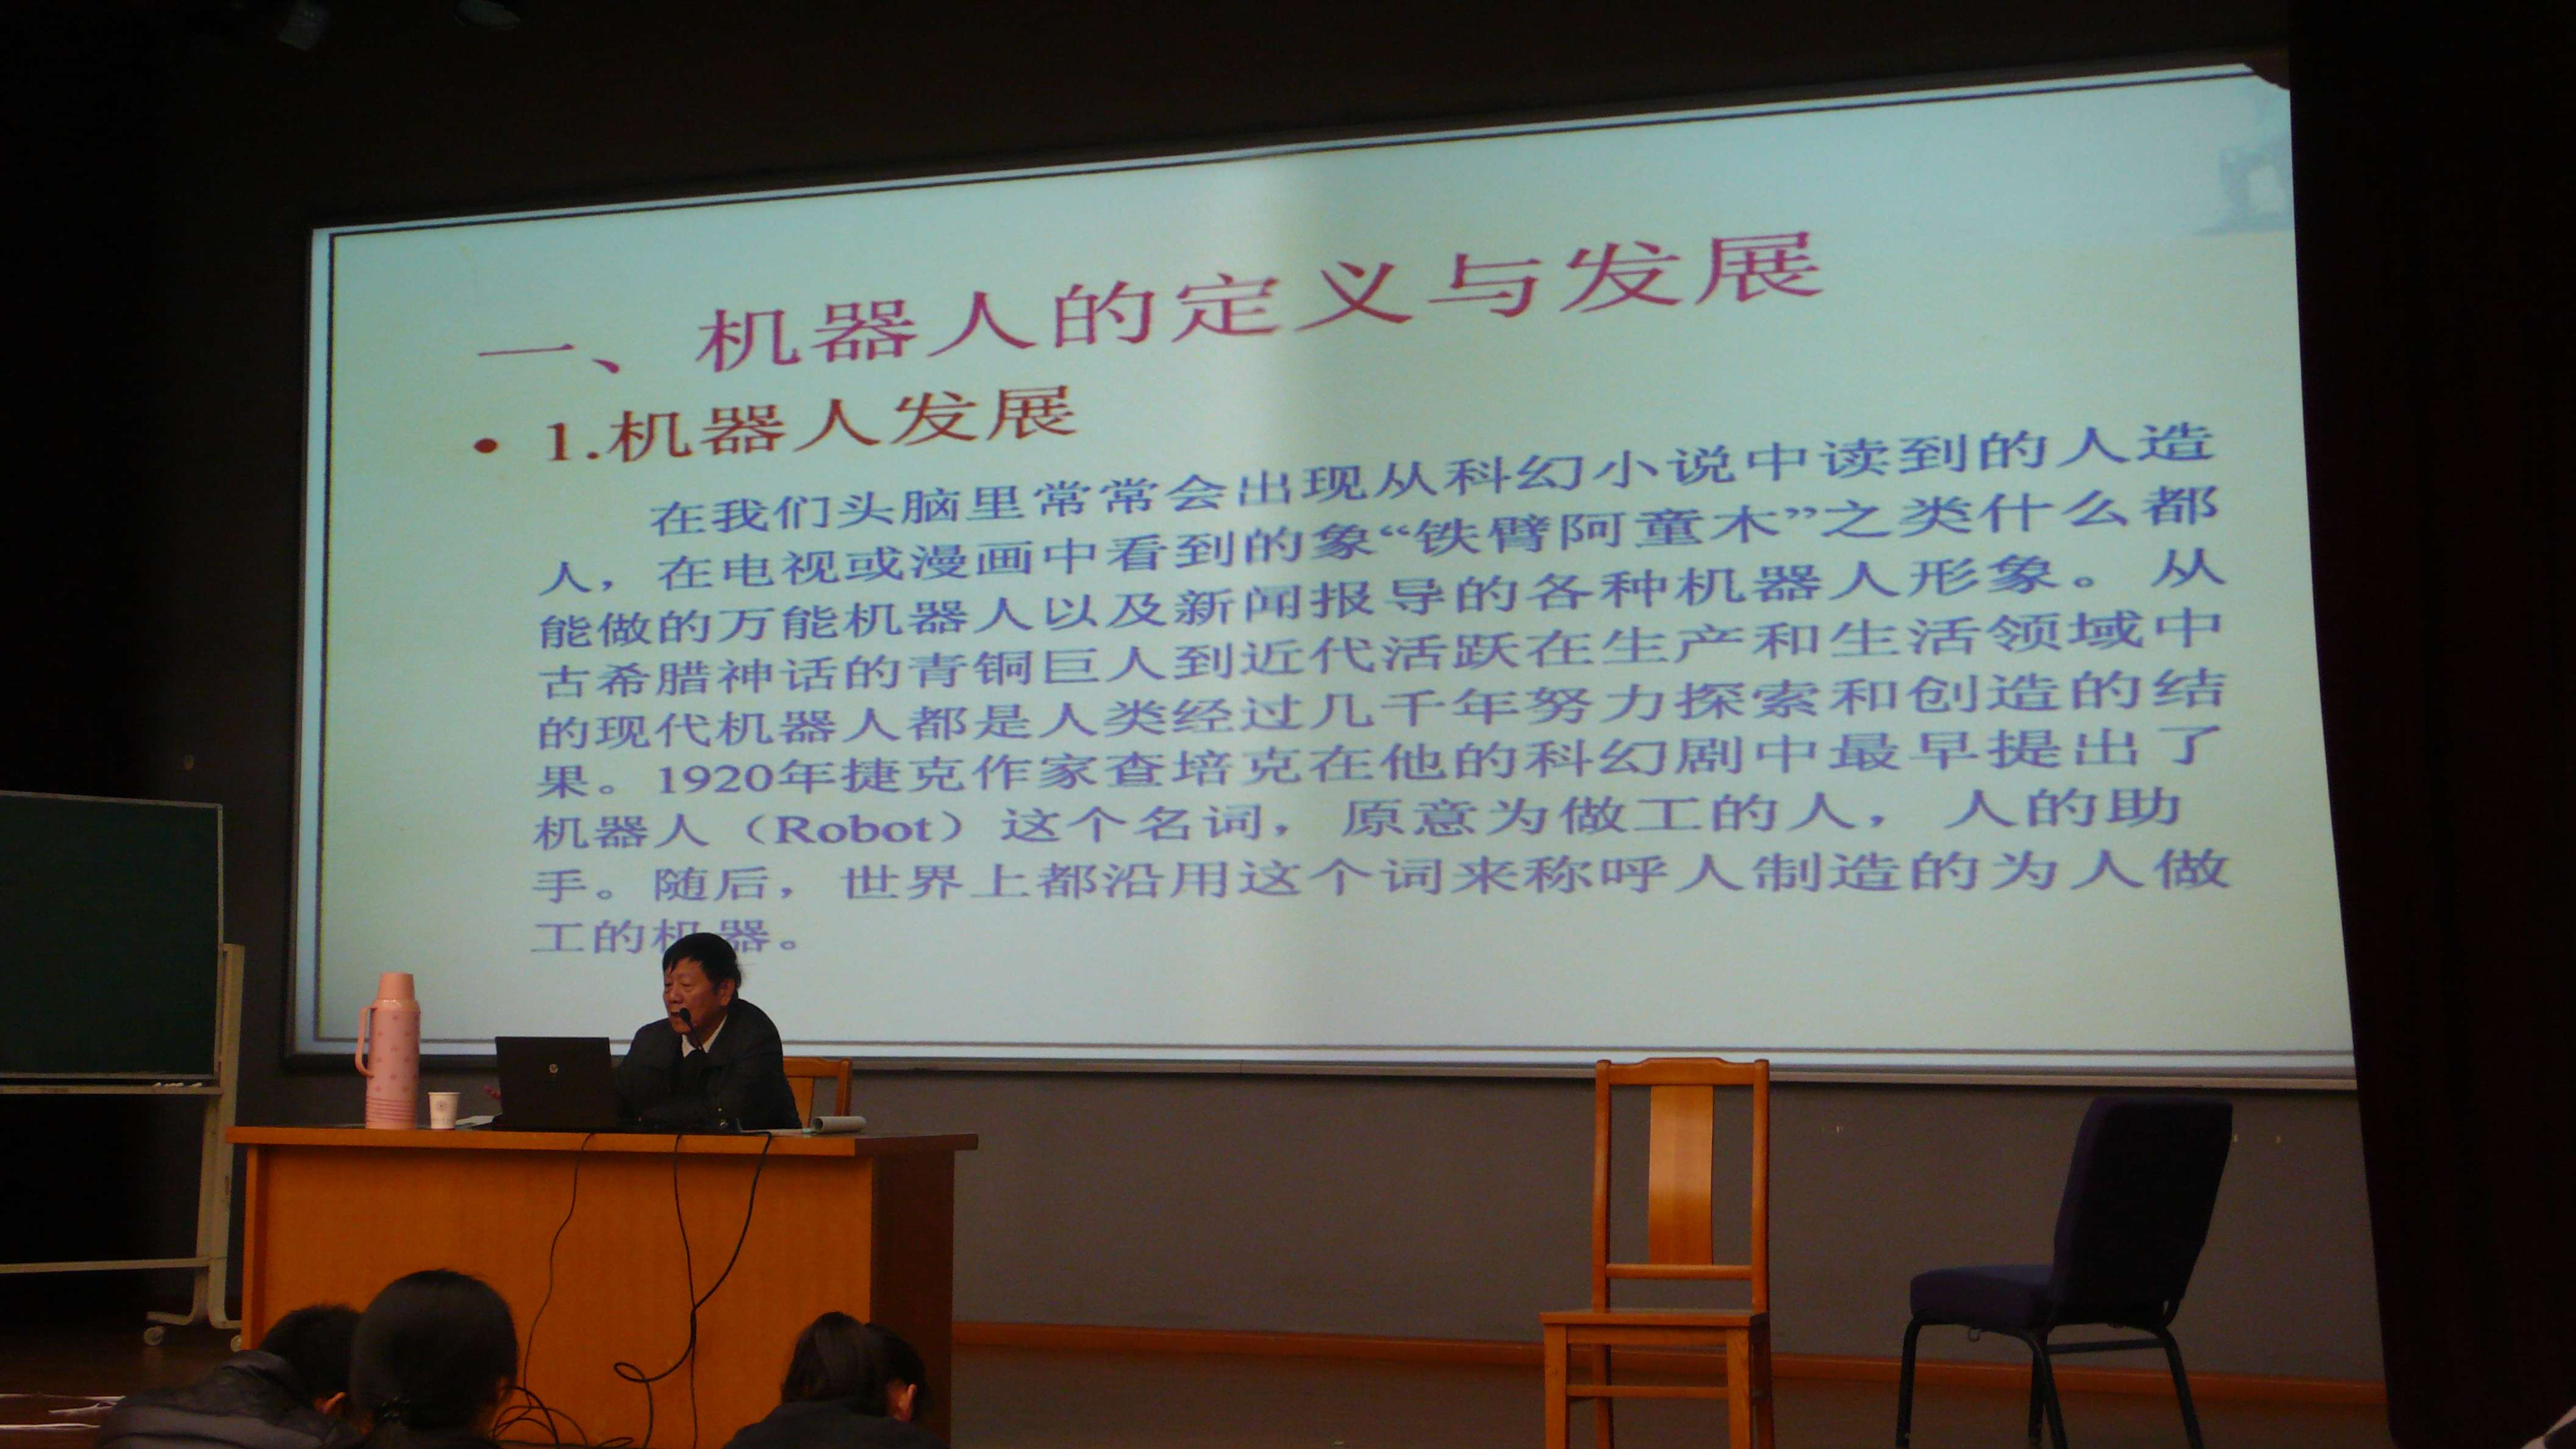 一、机器人的定义与发展
• 1.机器人发展
在我们头脑里常常会出现从科幻小说中读到的人造
人，在电视或漫画中看到的象“铁臂阿童木”之类什么都
能做的万能机器人以及新闻报导的各种机器人形象。从
古希腊神话的青铜巨人到近代活跃在生产和生活领域中
的现代机器人都是人类经过几千年努力探索和创造的结
果。1920年捷克作家查培克在他的科幻剧中最早提出了
机器人（Robot）这个名词，原意为做工的人，人的助
手。随后，世界上都沿用这个词来称呼人制造的为人做
工的机器。
hp